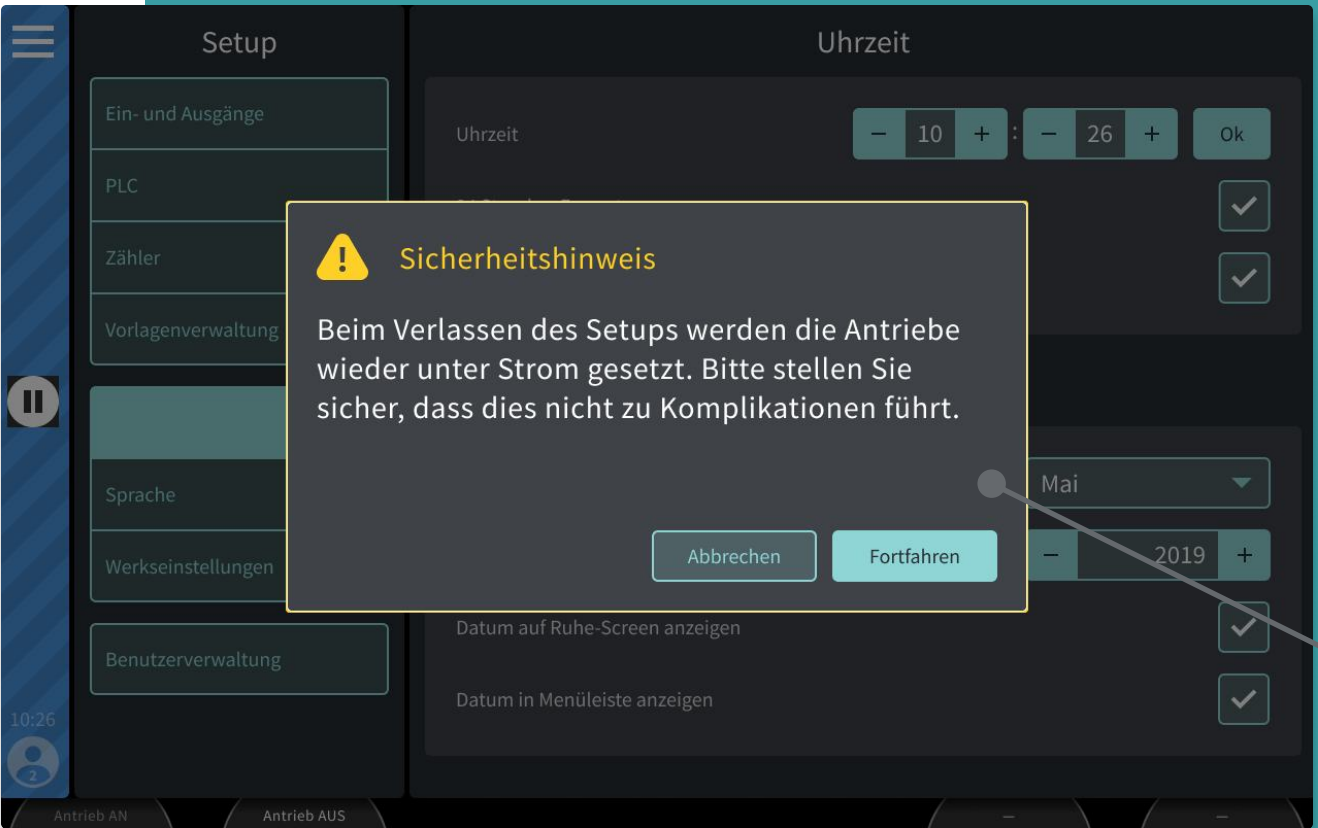 Setup
Uhrzeit
Ein- und Ausgänge
PLC
Zähler
Vorlagenverwaltung
Sprache
Werkseinstellungen
Benutzerverwaltung
Uhrzeit
− 10 + : − 26 + Ok
Sicherheitshinweis
Beim Verlassen des Setups werden die Antriebe
wieder unter Strom gesetzt. Bitte stellen Sie
sicher, dass dies nicht zu Komplikationen führt.
Abbrechen
Fortfahren
Mai
− 2019 +
Datum auf Ruhe-Screen anzeigen
Datum in Menüleiste anzeigen
10:26
2
Antrieb AN
Antrieb AUS
–
–